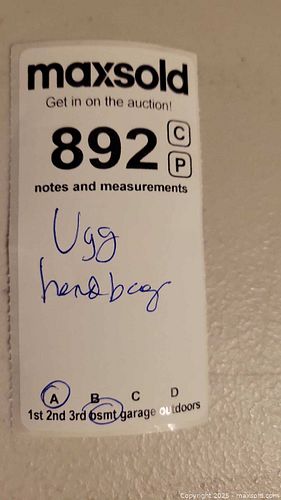 maxsold
Get in on the auction!
892 C
P
notes and measurements
Ugg
handbag
A B C D
1st 2nd 3rd bsmt garage outdoors
Copyright 2025 - maxsold.com